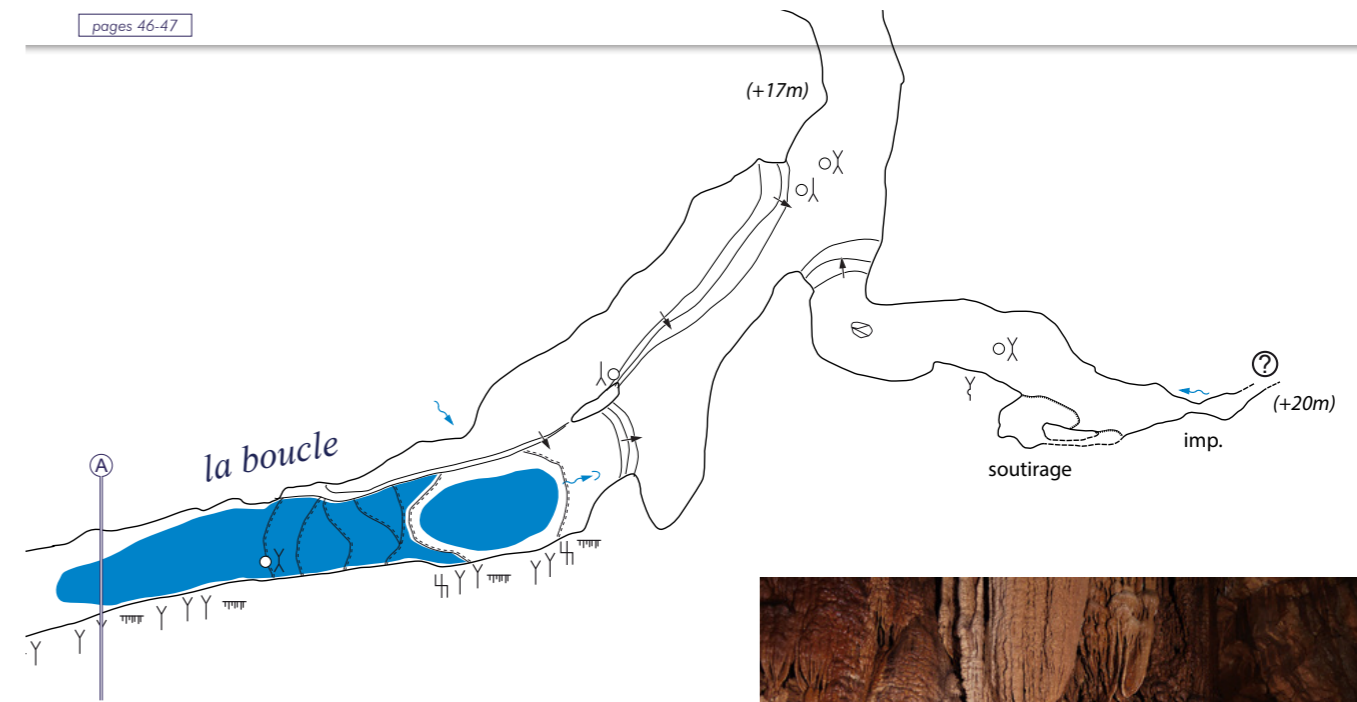 pages 46-47
(+17m)
?
(+20m)
imp.
soutirage
la boucle
A